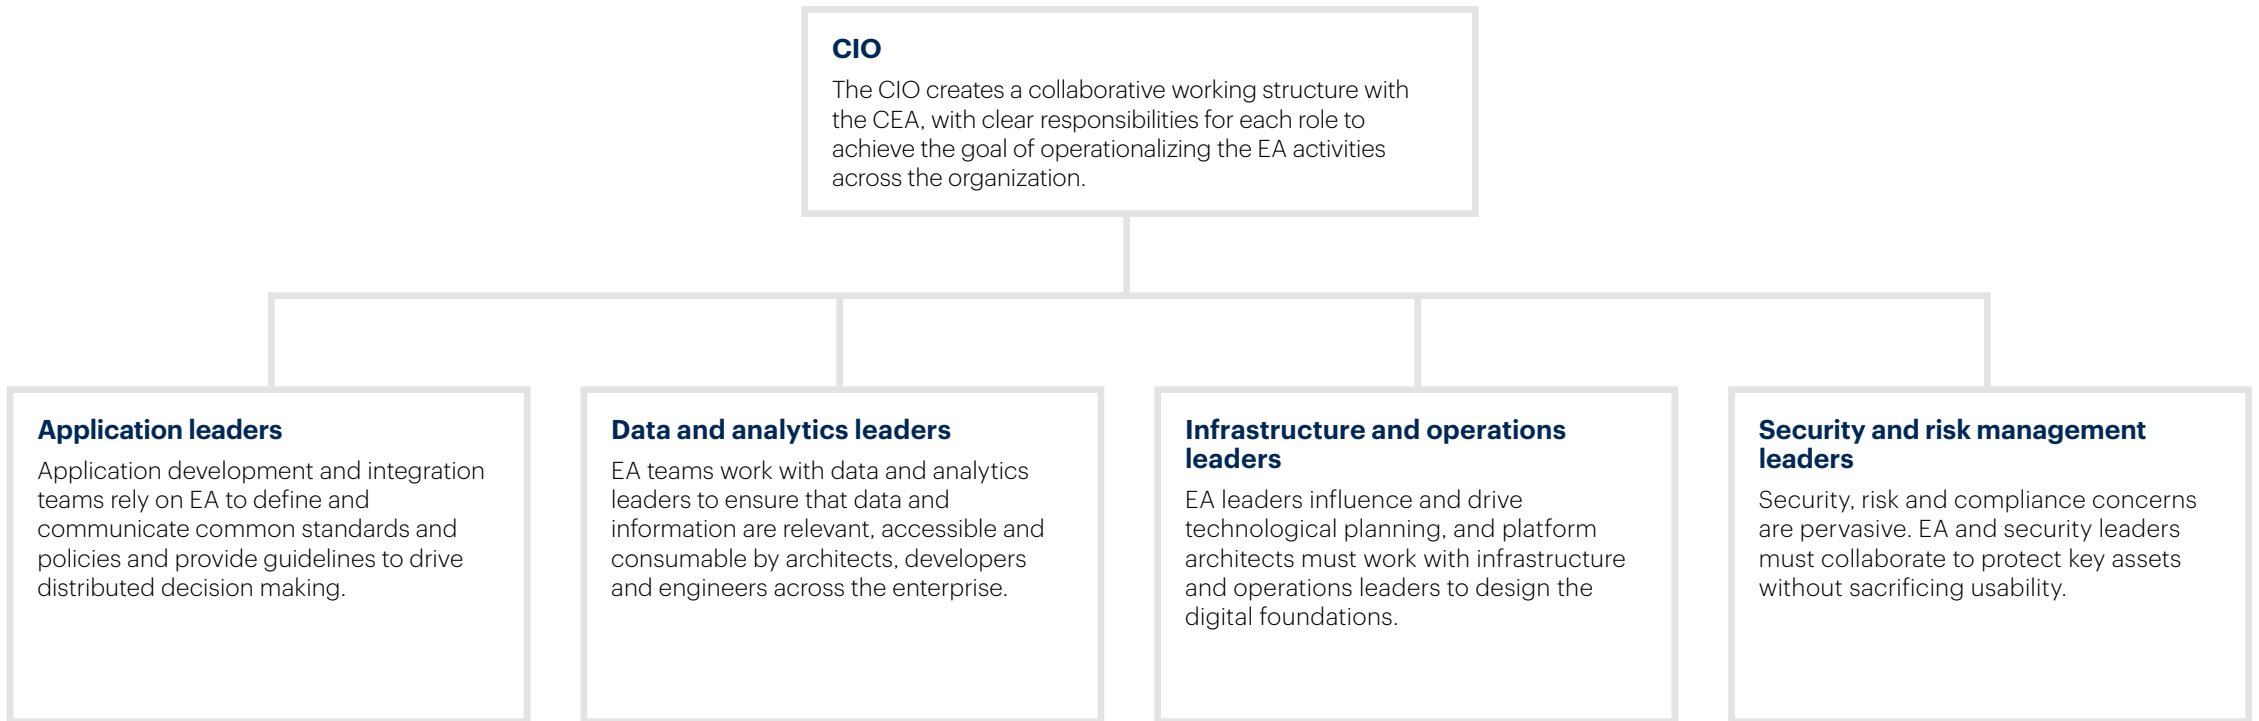 CIO
The CIO creates a collaborative working structure with
the CEA, with clear responsibilities for each role to
achieve the goal of operationalizing the EA activities
across the organization.
Application leaders
Application development and integration
teams rely on EA to define and
communicate common standards and
policies and provide guidelines to drive
distributed decision making.
Data and analytics leaders
EA teams work with data and analytics
leaders to ensure that data and
information are relevant, accessible and
consumable by architects, developers
and engineers across the enterprise.
Infrastructure and operations
leaders
EA leaders influence and drive
technological planning, and platform
architects must work with infrastructure
and operations leaders to design the
digital foundations.
Security and risk management
leaders
Security, risk and compliance concerns
are pervasive. EA and security leaders
must collaborate to protect key assets
without sacrificing usability.